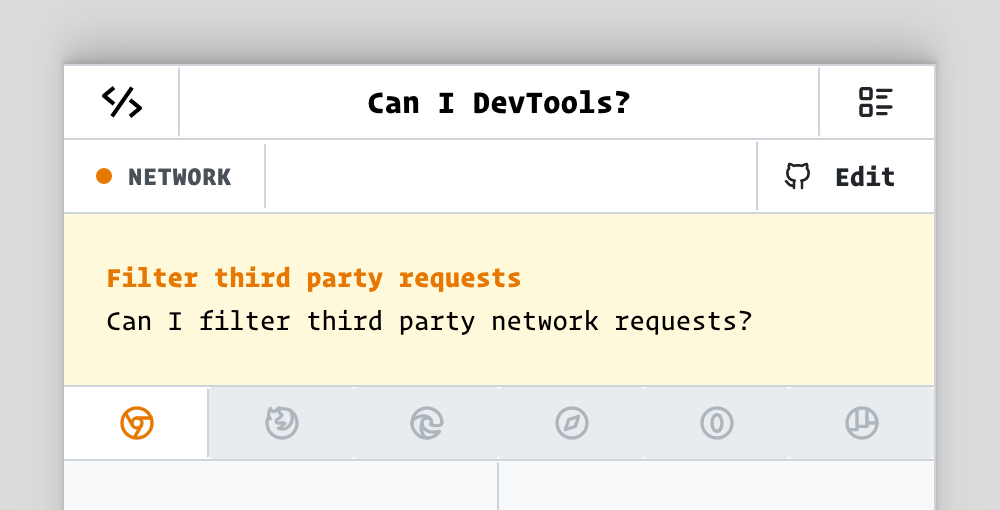 Can I DevTools?
NETWORK
Edit
Filter third party requests
Can I filter third party network requests?